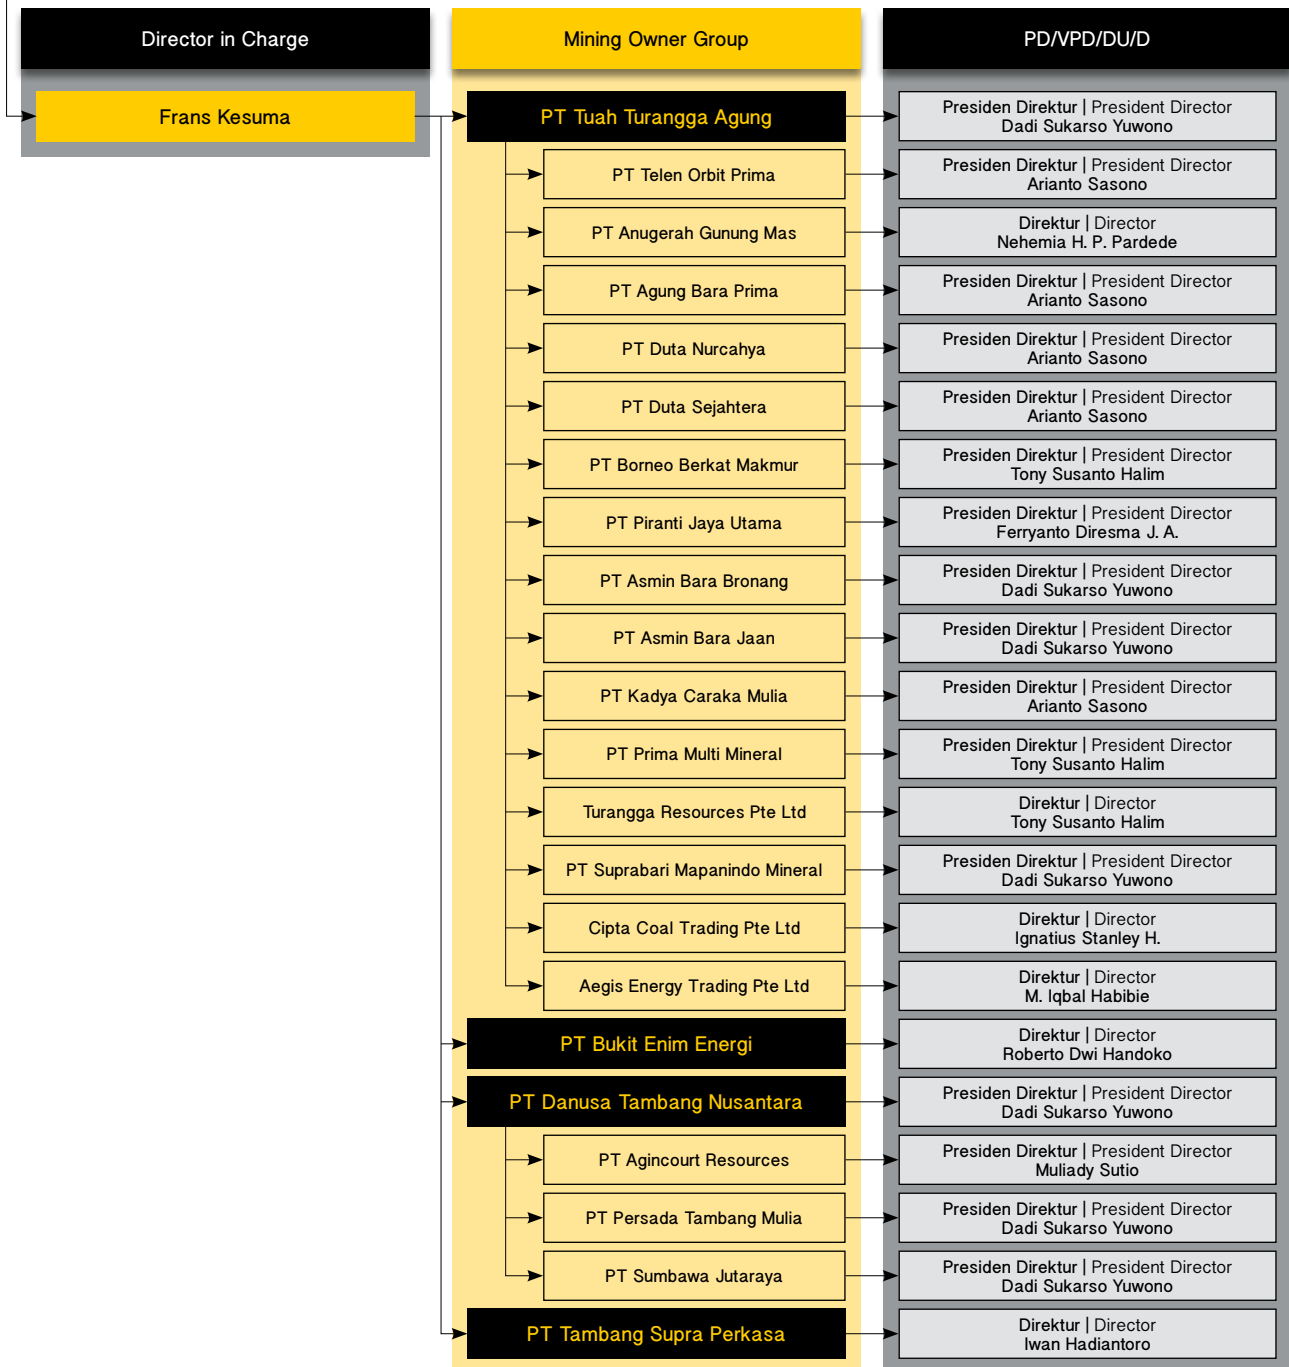 Director in Charge
Mining Owner Group
PD/VPD/DU/D
Frans Kesuma
PT Tuah Turangga Agung
Presiden Direktur | President Director
Dadi Sukarso Yuwono
PT Telen Orbit Prima
Presiden Direktur | President Director
Arianto Sasono
PT Anugerah Gunung Mas
Direktur | Director
Nehemia H. P. Pardede
PT Agung Bara Prima
Presiden Direktur | President Director
Arianto Sasono
PT Duta Nurcahya
Presiden Direktur | President Director
Arianto Sasono
PT Duta Sejahtera
Presiden Direktur | President Director
Arianto Sasono
PT Borneo Berkat Makmur
Presiden Direktur | President Director
Tony Susanto Halim
PT Piranti Jaya Utama
Presiden Direktur | President Director
Ferryanto Diresma J. A.
PT Asmin Bara Bronang
Presiden Direktur | President Director
Dadi Sukarso Yuwono
PT Asmin Bara Jaan
Presiden Direktur | President Director
Dadi Sukarso Yuwono
PT Kadya Caraka Mulia
Presiden Direktur | President Director
Arianto Sasono
PT Prima Multi Mineral
Presiden Direktur | President Director
Tony Susanto Halim
Turangga Resources Pte Ltd
Direktur | Director
Tony Susanto Halim
PT Suprabari Mapanindo Mineral
Presiden Direktur | President Director
Dadi Sukarso Yuwono
Cipta Coal Trading Pte Ltd
Direktur | Director
Ignatius Stanley H.
Aegis Energy Trading Pte Ltd
Direktur | Director
M. Iqbal Habibie
PT Bukit Enim Energi
Direktur | Director
Roberto Dwi Handoko
PT Danusa Tambang Nusantara
Presiden Direktur | President Director
Dadi Sukarso Yuwono
PT Agincourt Resources
Presiden Direktur | President Director
Muliady Sutio
PT Persada Tambang Mulia
Presiden Direktur | President Director
Dadi Sukarso Yuwono
PT Sumbawa Jutaraya
Presiden Direktur | President Director
Dadi Sukarso Yuwono
PT Tambang Supra Perkasa
Direktur | Director
Iwan Hadiantoro